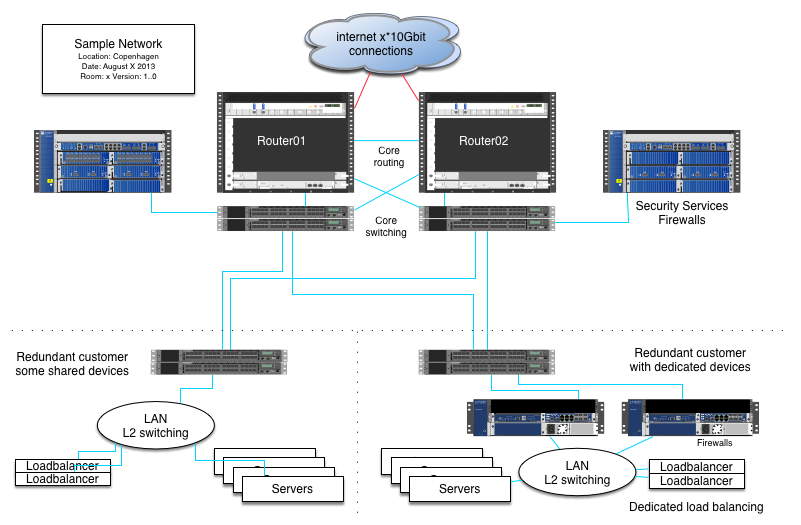 Sample Network
Location: Copenhagen
Date: August X 2013
Room: x Version: 1..0
internet x*10Gbit
connections
Router01
Router02
Core
routing
Core
switching
Security Services
Firewalls
Redundant customer
some shared devices
Redundant customer
with dedicated devices
LAN
L2 switching
Firewalls
Loadbalancer
Loadbalancer
Servers
Servers
LAN
L2 switching
Loadbalancer
Loadbalancer
Dedicated load balancing